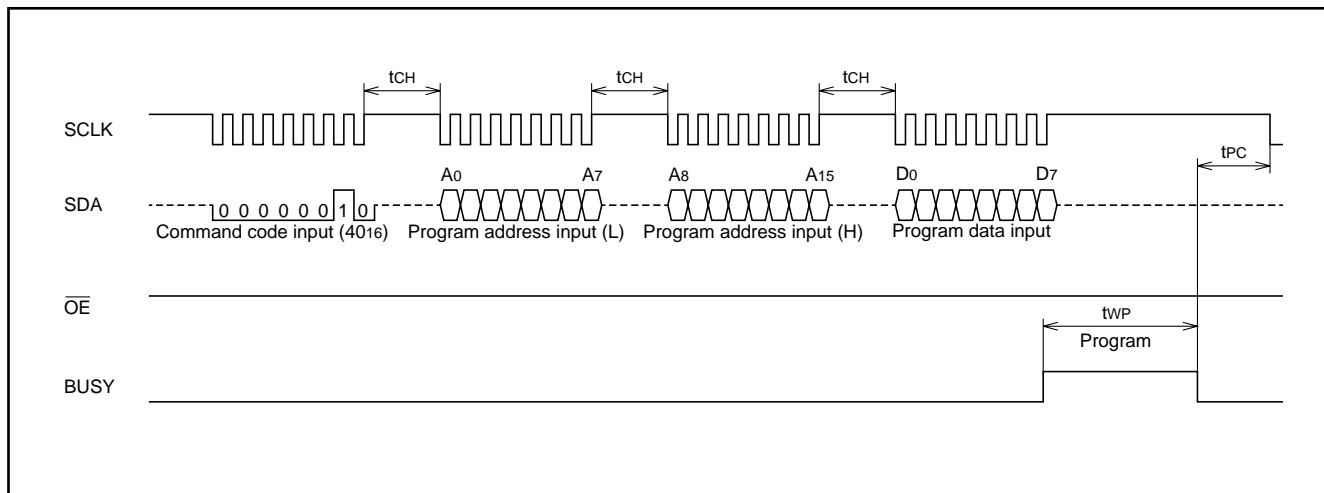 tCH tCH tCH
SCLK
tPC
A0 A7 A8 A15 D0 D7
SDA
0 0 0 0 0 0 1 0
Command code input (4016) Program address input (L) Program address input (H) Program data input
OE
tWP
Program
BUSY